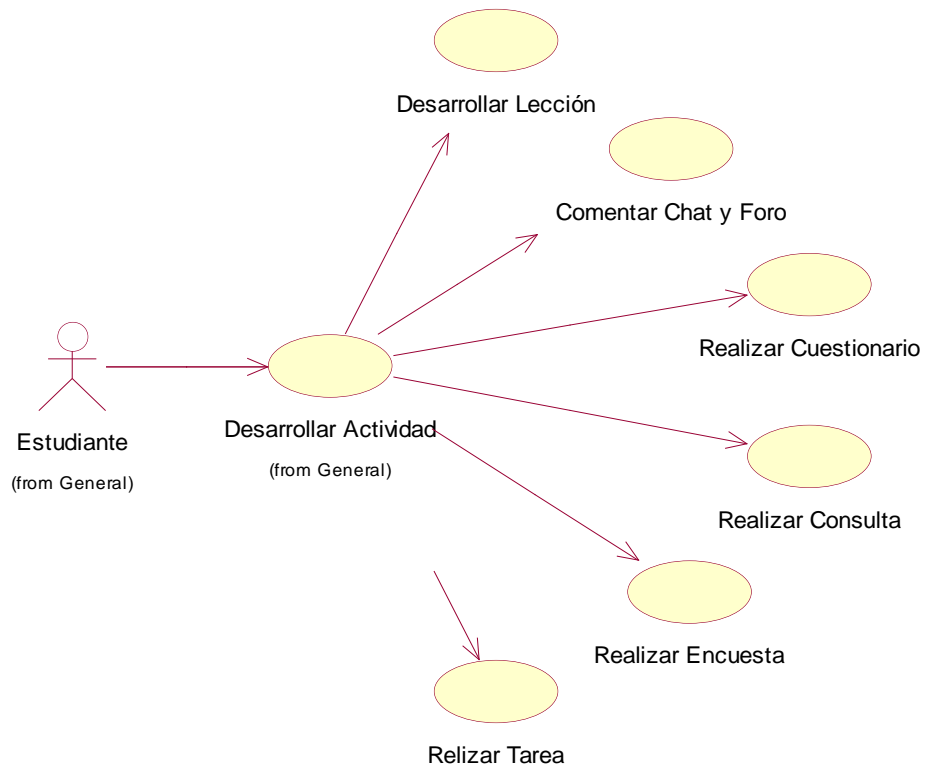 Desarrollar Lección
Comentar Chat y Foro
Realizar Cuestionario
Estudiante
(from General)
Desarrollar Actividad
(from General)
Realizar Consulta
Realizar Encuesta
Relizar Tarea